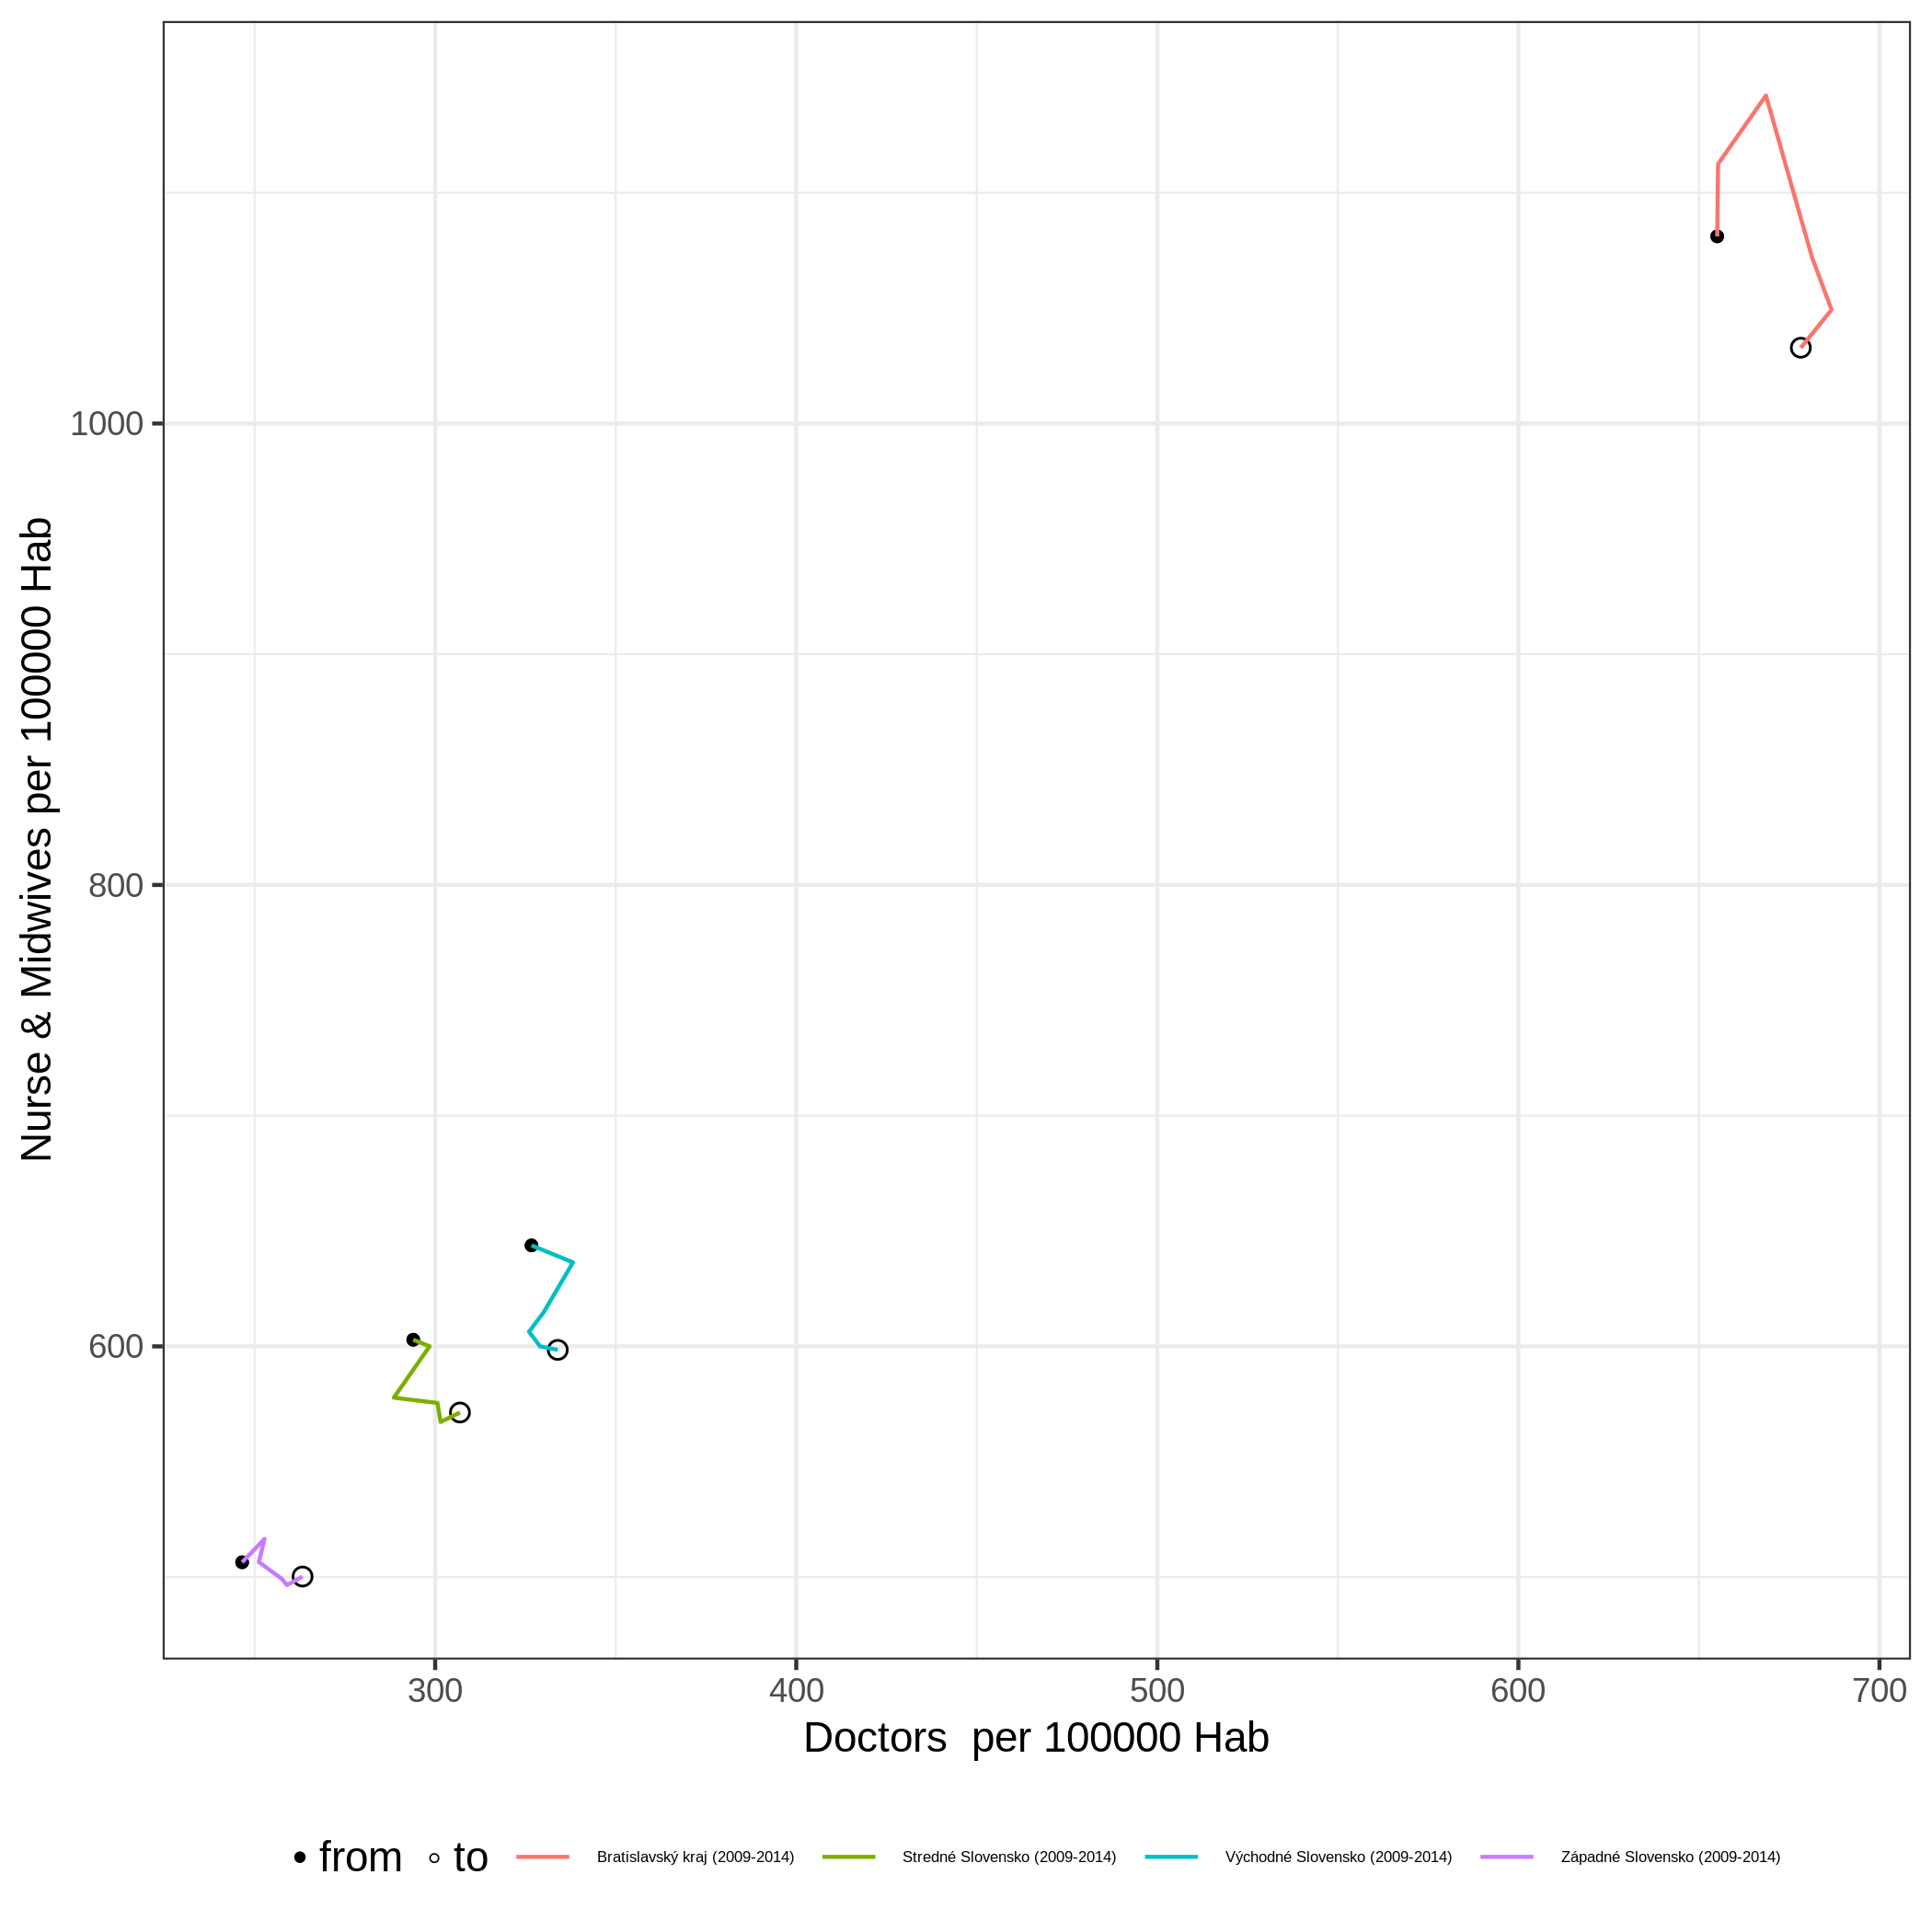 Nurse & Midwives per 100000 Hab
1000
800
600
300 400 500 600 700
Doctors  per 100000 Hab
from to Bratislavský kraj (2009-2014) Stredné Slovensko (2009-2014) Východné Slovensko (2009-2014) Západné Slovensko (2009-2014)